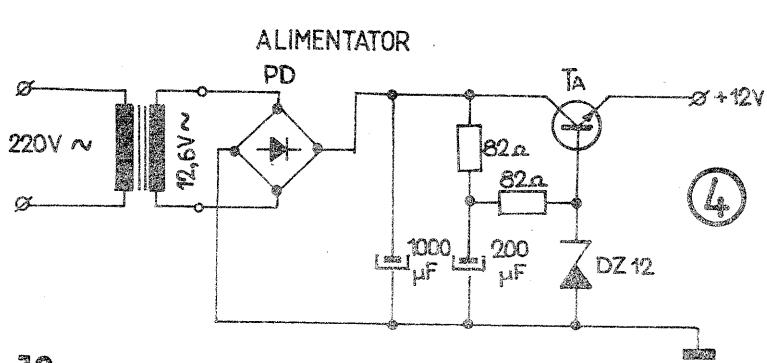 ALIMENTATOR
PD
TA
+12V
220V ~
12,6V~
82Ω
82Ω
4
1000 μF
200 μF
DZ 12